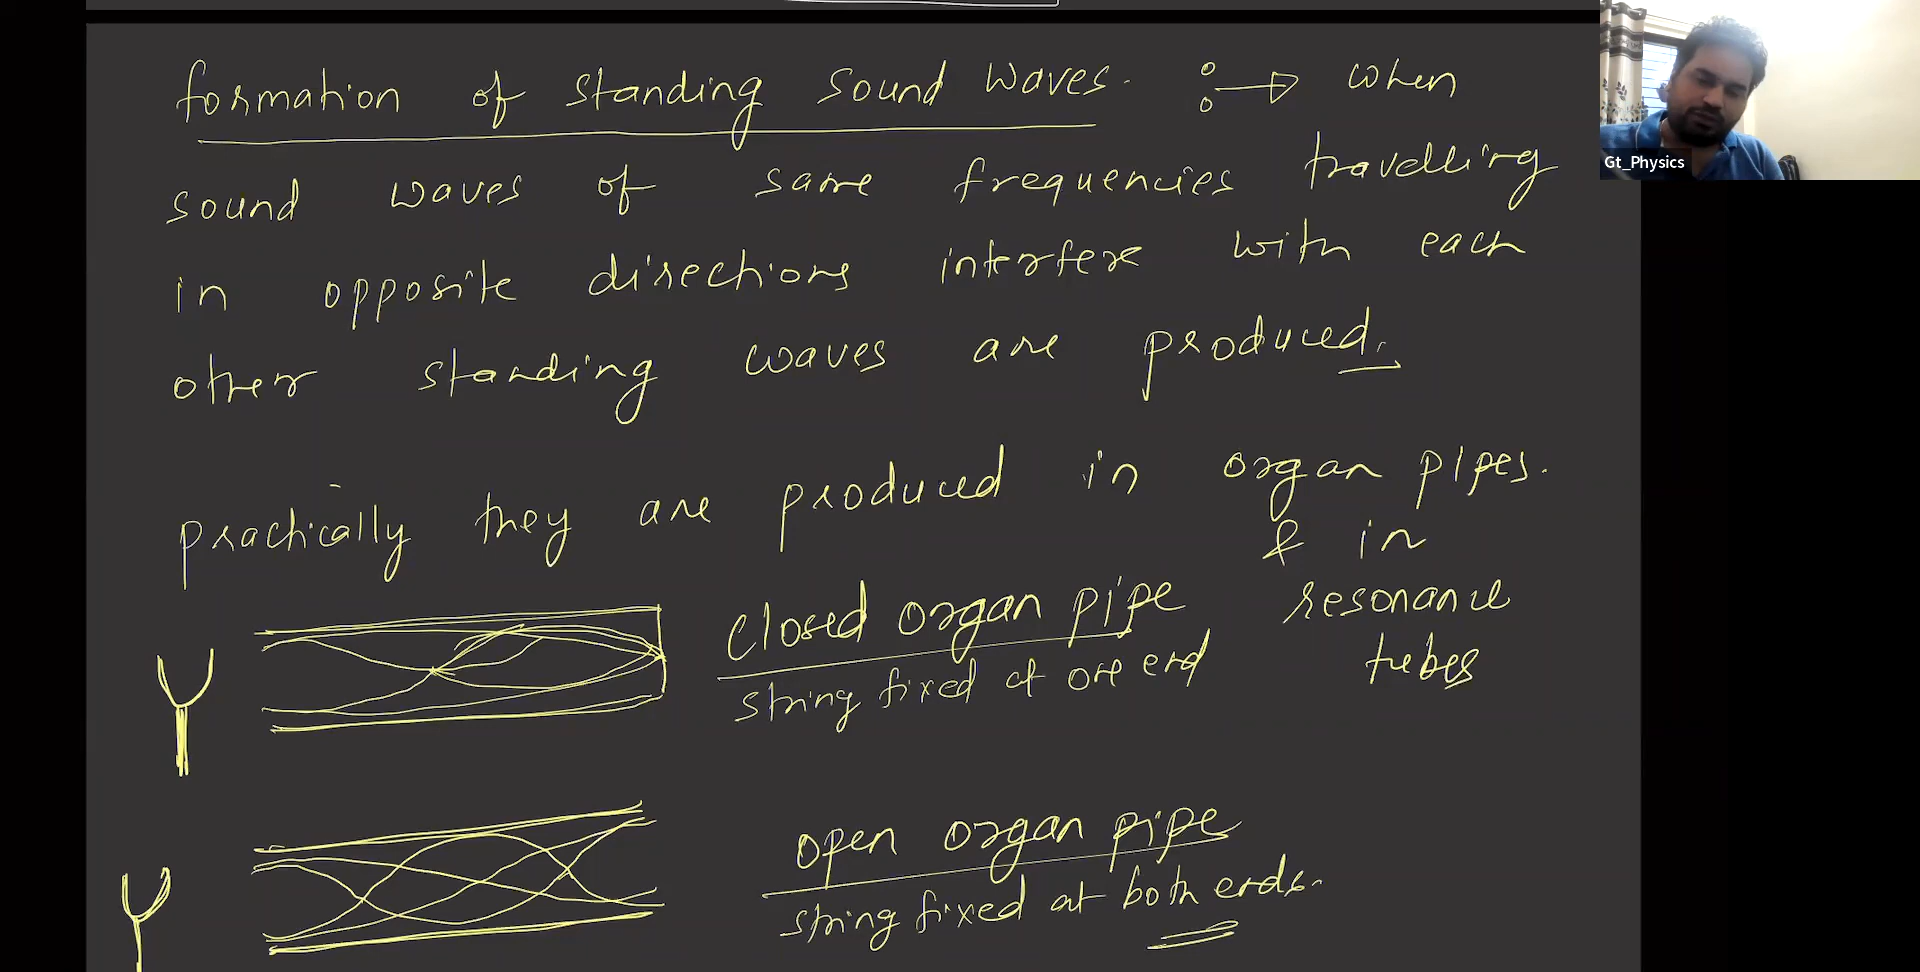 formation of standing sound waves. :→ when
sound waves of same frequencies travelling
in opposite directions interfere with each
other standing waves are produced.
practically they are produced in organ pipes.
& in
resonance
tubes
closed organ pipe
string fixed at one end
open organ pipe
string fixed at both ends.
Gt_Physics